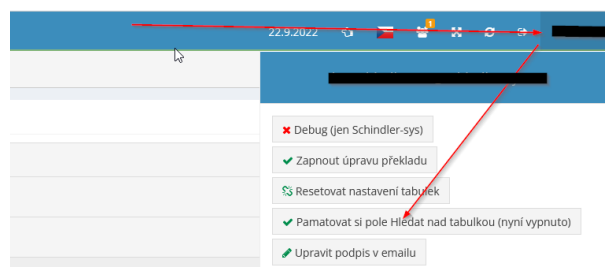 22.9.2022
1
Debug (jen Schindler-sys)
Zapnout úpravu překladu
Resetovat nastavení tabulek
Pamatovat si pole Hledat nad tabulkou (nyní vypnuto)
Upravit podpis v emailu